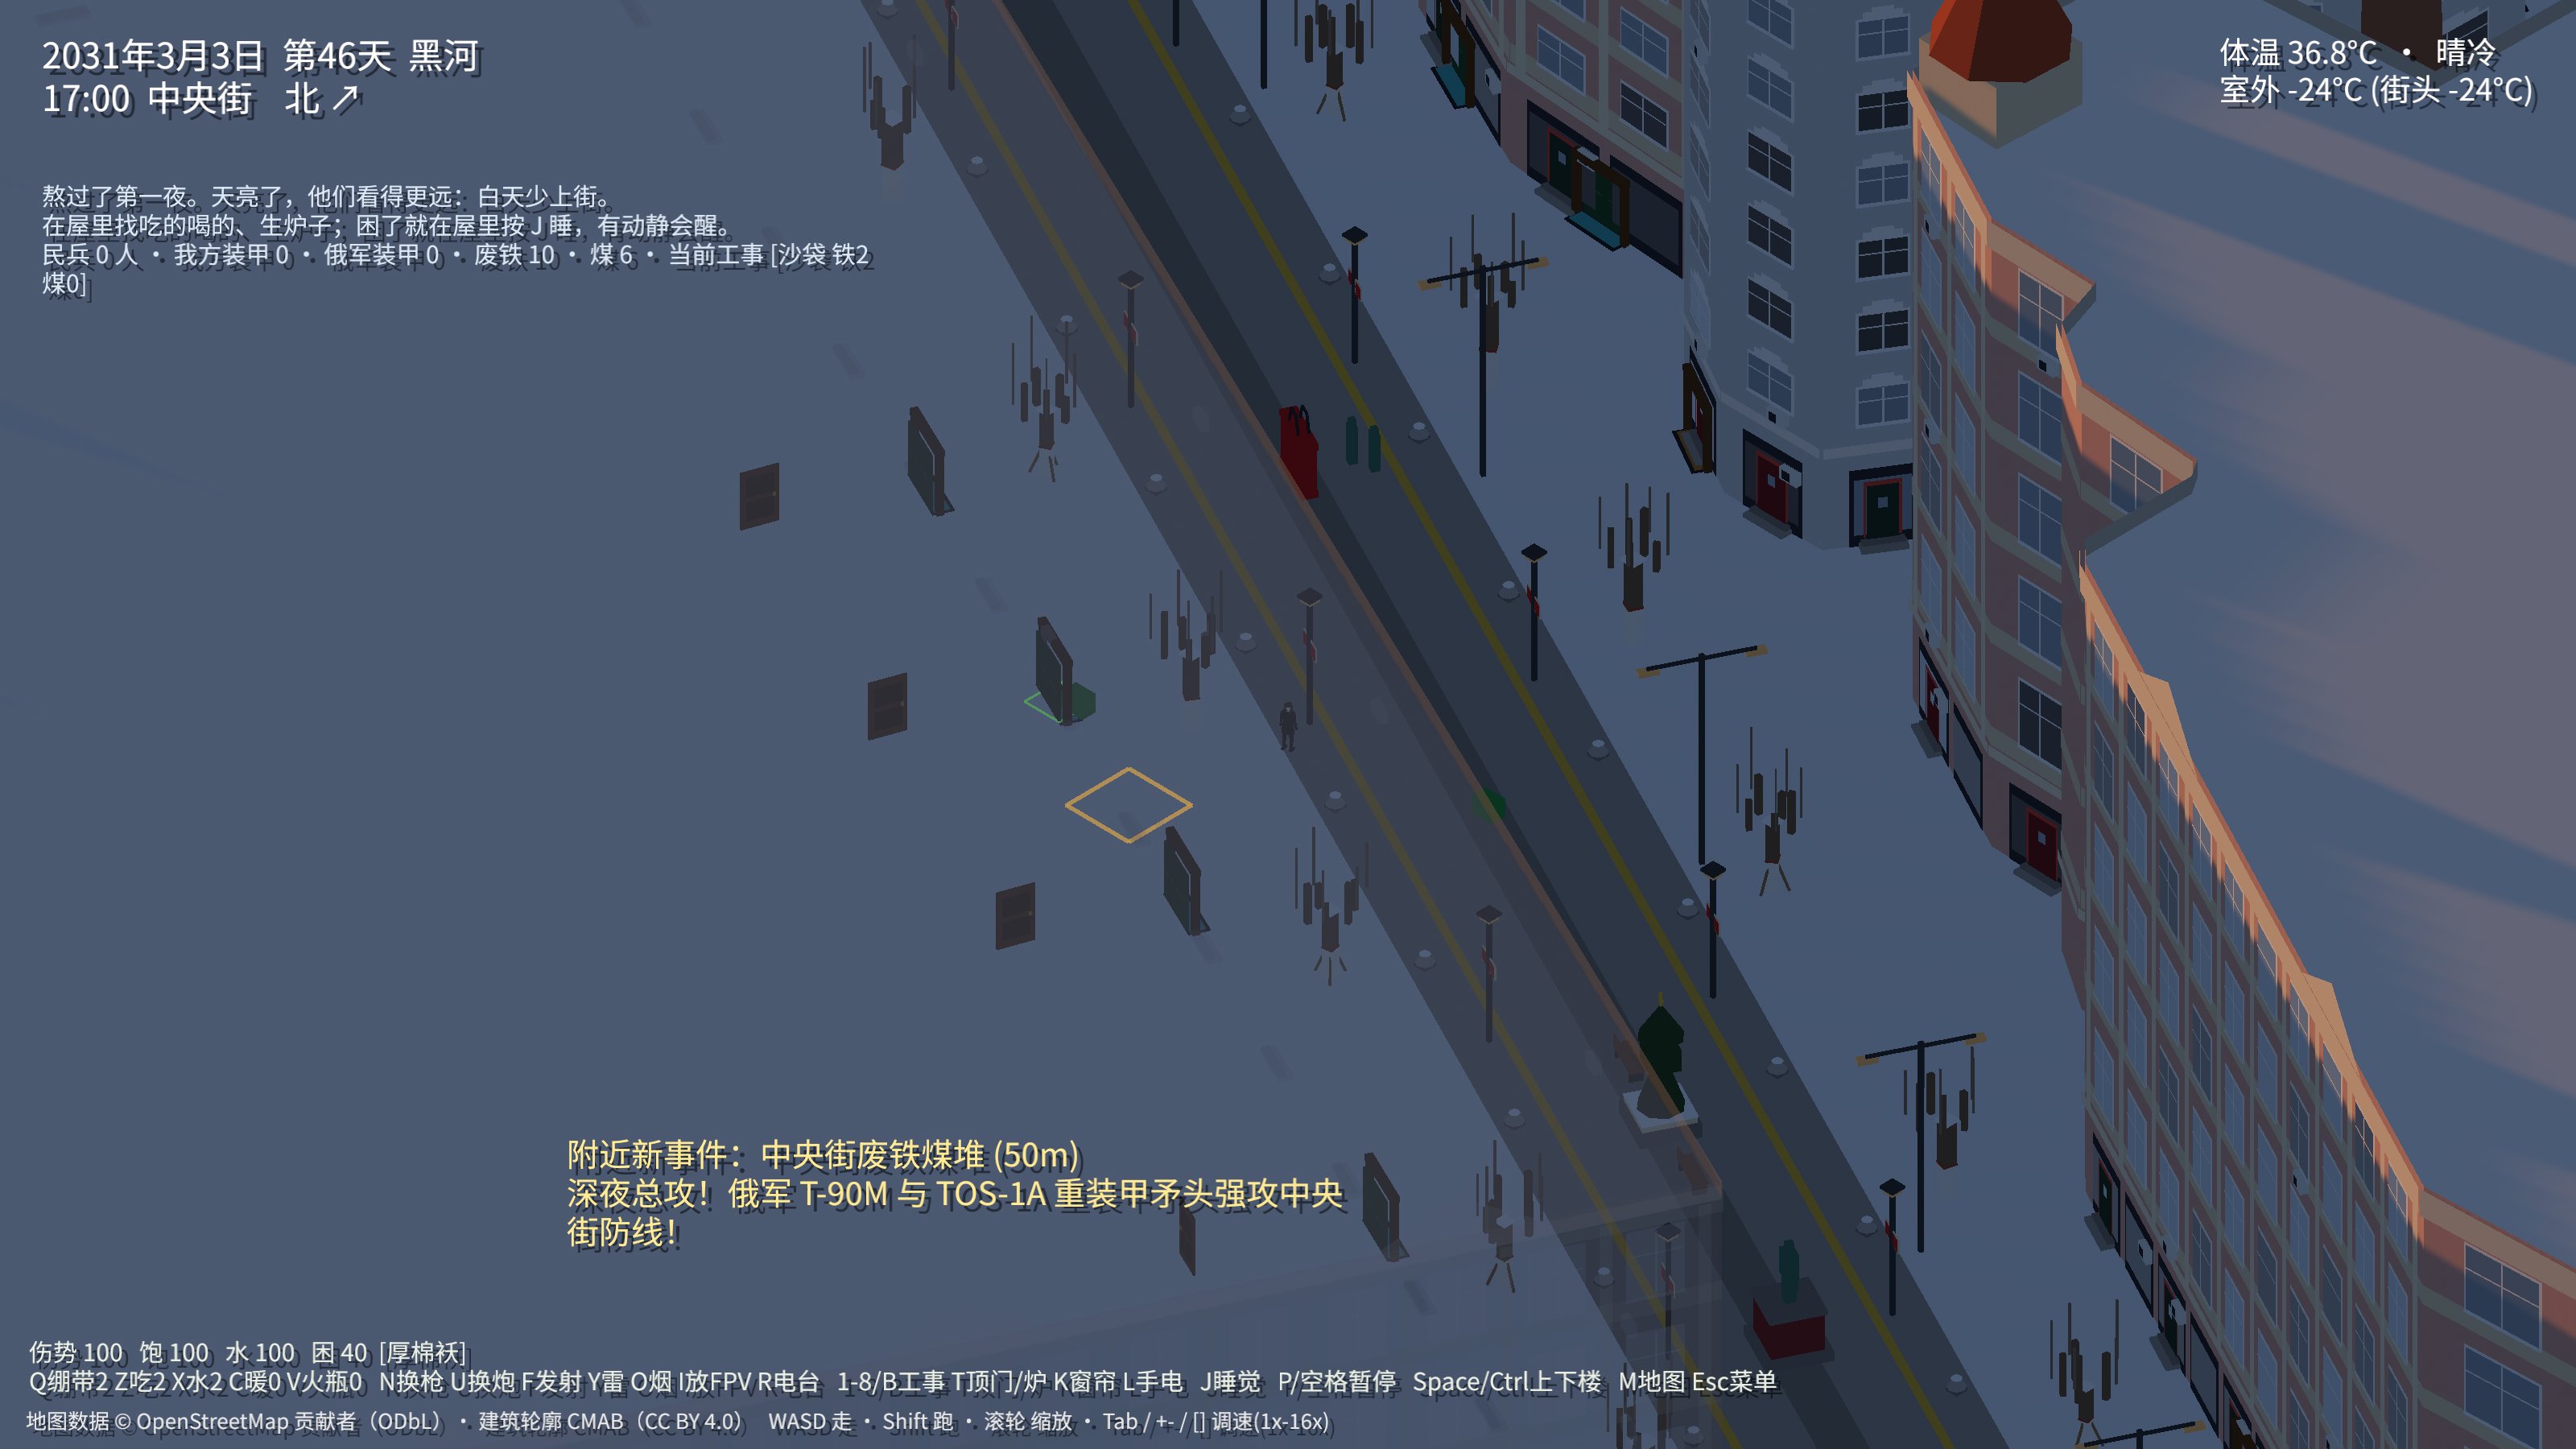 2031年3月3日 第46天 黑河
17:00 中央街 北↗
体温 36.8°C · 晴冷
室外 -24°C (街头 -24°C)
熬过了第一夜。天亮了，他们看得更远：白天少上街。
在屋里找吃的喝的、生炉子；困了就在屋里按 J 睡，有动静会醒。
民兵 0 人 · 我方装甲 0 · 俄军装甲 0 · 废铁 10 · 煤 6 · 当前工事 [沙袋 铁2
煤0]
附近新事件：中央街废铁煤堆 (50m)
深夜总攻！俄军 T-90M 与 TOS-1A 重装甲矛头强攻中央
街防线！
伤势 100 饱 100 水 100 困 40 [厚棉袄]
Q绷带2 Z吃2 X水2 C暖0 V火瓶0 N换枪 U换炮 F发射 Y雷 O烟 I放FPV R电台 1-8/B工事 T顶门/炉 K窗帘 L手电 J睡觉 P/空格暂停 Space/Ctrl上下楼 M地图 Esc菜单
地图数据 © OpenStreetMap 贡献者（ODbL） · 建筑轮廓 CMAB（CC BY 4.0） WASD 走 · Shift 跑 · 滚轮 缩放 · Tab / +- / [] 调速(1x-16x)